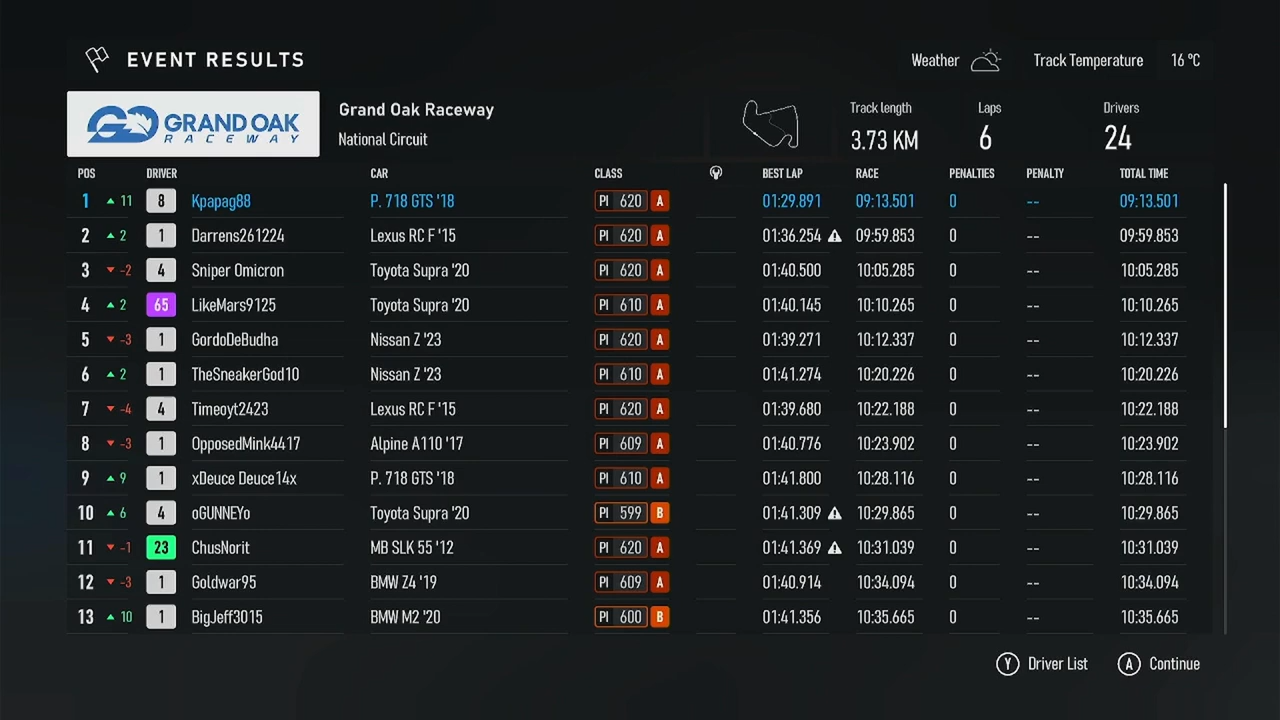 EVENT RESULTS
Weather Track Temperature 16 ºC
GRAND OAK
RACEWAY
Grand Oak Raceway
National Circuit
Track length Laps Drivers
3.73 KM 6 24
POS DRIVER CAR CLASS BEST LAP RACE PENALTIES PENALTY TOTAL TIME
1 11 8 Kpapag88 P. 718 GTS '18 PI 620 A 01:29.891 09:13.501 0 -- 09:13.501
2 2 1 Darrens261224 Lexus RC F '15 PI 620 A 01:36.254 09:59.853 0 -- 09:59.853
3 -2 4 Sniper Omicron Toyota Supra '20 PI 620 A 01:40.500 10:05.285 0 -- 10:05.285
4 2 65 LikeMars9125 Toyota Supra '20 PI 610 A 01:40.145 10:10.265 0 -- 10:10.265
5 -3 1 GordoDeBudha Nissan Z '23 PI 620 A 01:39.271 10:12.337 0 -- 10:12.337
6 2 1 TheSneakerGod10 Nissan Z '23 PI 610 A 01:41.274 10:20.226 0 -- 10:20.226
7 -4 4 Timeoyt2423 Lexus RC F '15 PI 620 A 01:39.680 10:22.188 0 -- 10:22.188
8 -3 1 OpposedMink4417 Alpine A110 '17 PI 609 A 01:40.776 10:23.902 0 -- 10:23.902
9 9 1 xDeuce Deuce14x P. 718 GTS '18 PI 610 A 01:41.800 10:28.116 0 -- 10:28.116
10 6 4 oGUNNEYo Toyota Supra '20 PI 599 B 01:41.309 10:29.865 0 -- 10:29.865
11 -1 23 ChusNorit MB SLK 55 '12 PI 620 A 01:41.369 10:31.039 0 -- 10:31.039
12 -3 1 Goldwar95 BMW Z4 '19 PI 609 A 01:40.914 10:34.094 0 -- 10:34.094
13 10 1 BigJeff3015 BMW M2 '20 PI 600 B 01:41.356 10:35.665 0 -- 10:35.665
Y Driver List A Continue